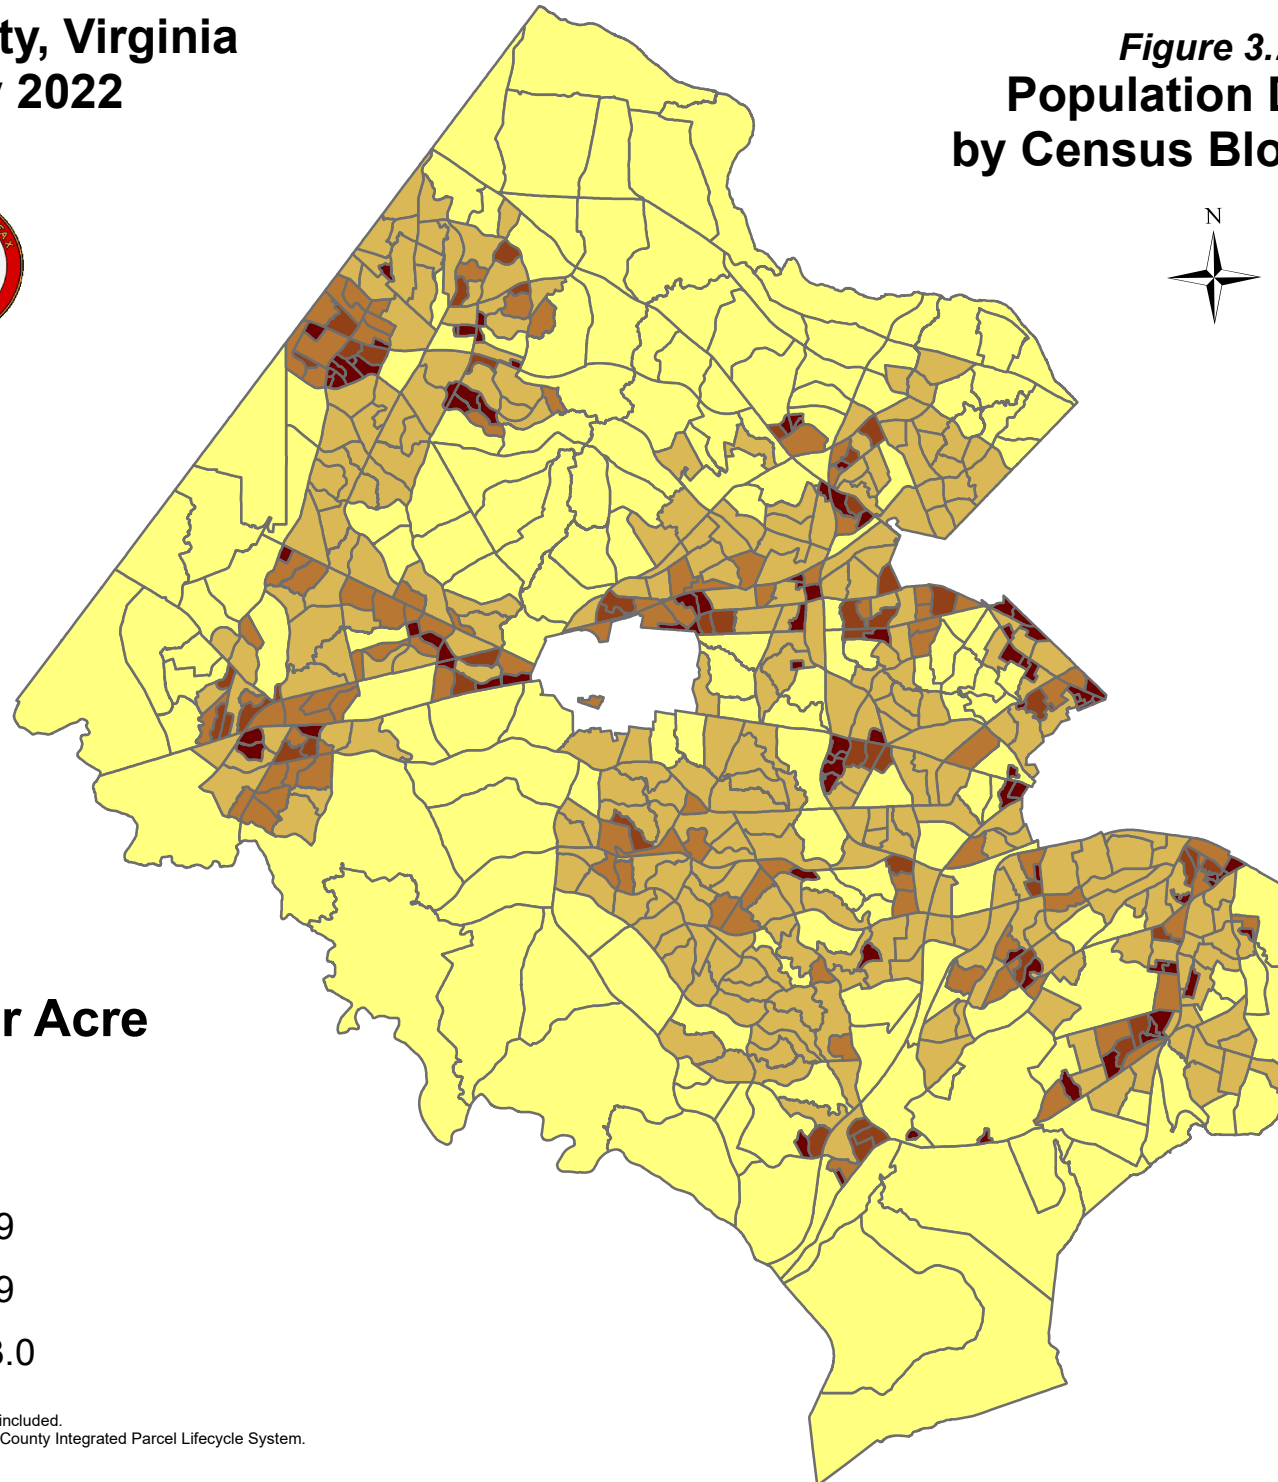 ty, Virginia
2022
Figure 3.
Population
by Census Blo
N
FAX
r Acre
9
9
3.0
included.
County Integrated Parcel Lifecycle System.